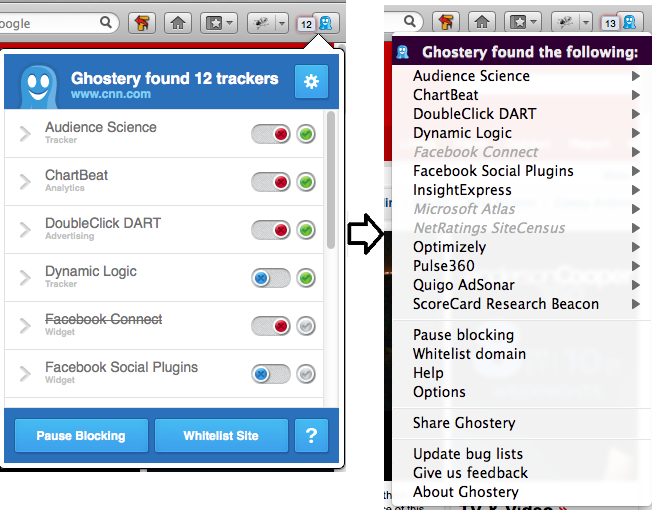 oogle
12
Ghostery found 12 trackers
www.cnn.com
Audience Science
Tracker
ChartBeat
Analytics
DoubleClick DART
Advertising
Dynamic Logic
Tracker
Facebook Connect
Widget
Facebook Social Plugins
Widget
Pause Blocking
Whitelist Site
?
13
Ghostery found the following:
Audience Science
ChartBeat
DoubleClick DART
Dynamic Logic
Facebook Connect
Facebook Social Plugins
InsightExpress
Microsoft Atlas
NetRatings SiteCensus
Optimizely
Pulse360
Quigo AdSonar
ScoreCard Research Beacon
Pause blocking
Whitelist domain
Help
Options
Share Ghostery
Update bug lists
Give us feedback
About Ghostery